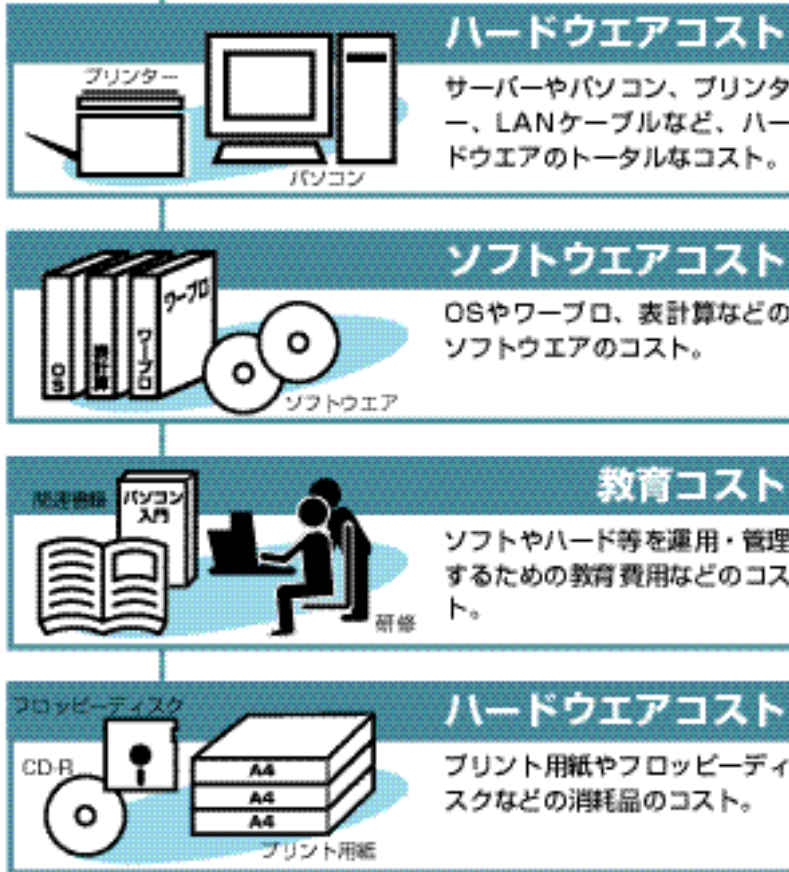 ハードウエアコスト
プリンター
パソコン
サーバーやパソコン、プリンタ
ー、LANケーブルなど、ハー
ドウエアのトータルなコスト。
ソフトウエアコスト
OS
表計算
ワープロ
ワープロ
ソフトウエア
OSやワープロ、表計算などの
ソフトウエアのコスト。
教育コスト
関連書籍
パソコン
入門
研修
ソフトやハード等を運用・管理
するための教育費用などのコス
ト。
ハードウエアコスト
フロッピーディスク
CD-R
A4
A4
A4
プリント用紙
プリント用紙やフロッピーディ
スクなどの消耗品のコスト。